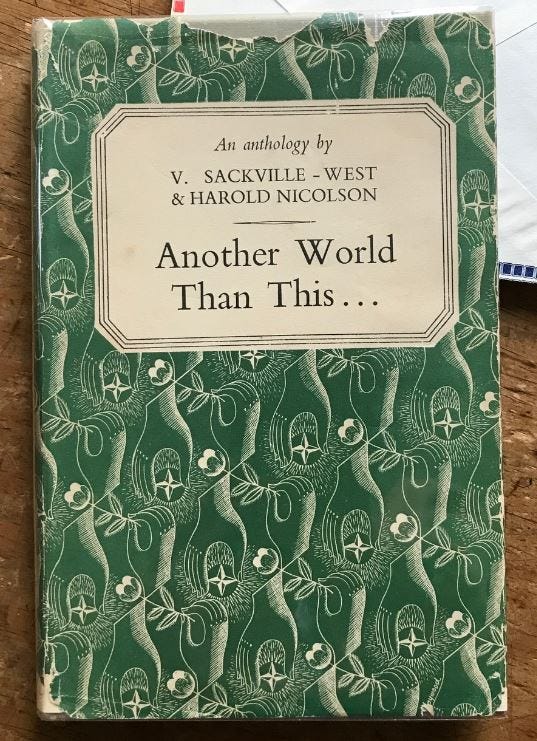 An anthology by
V. SACKVILLE - WEST
& HAROLD NICOLSON
Another World
Than This...